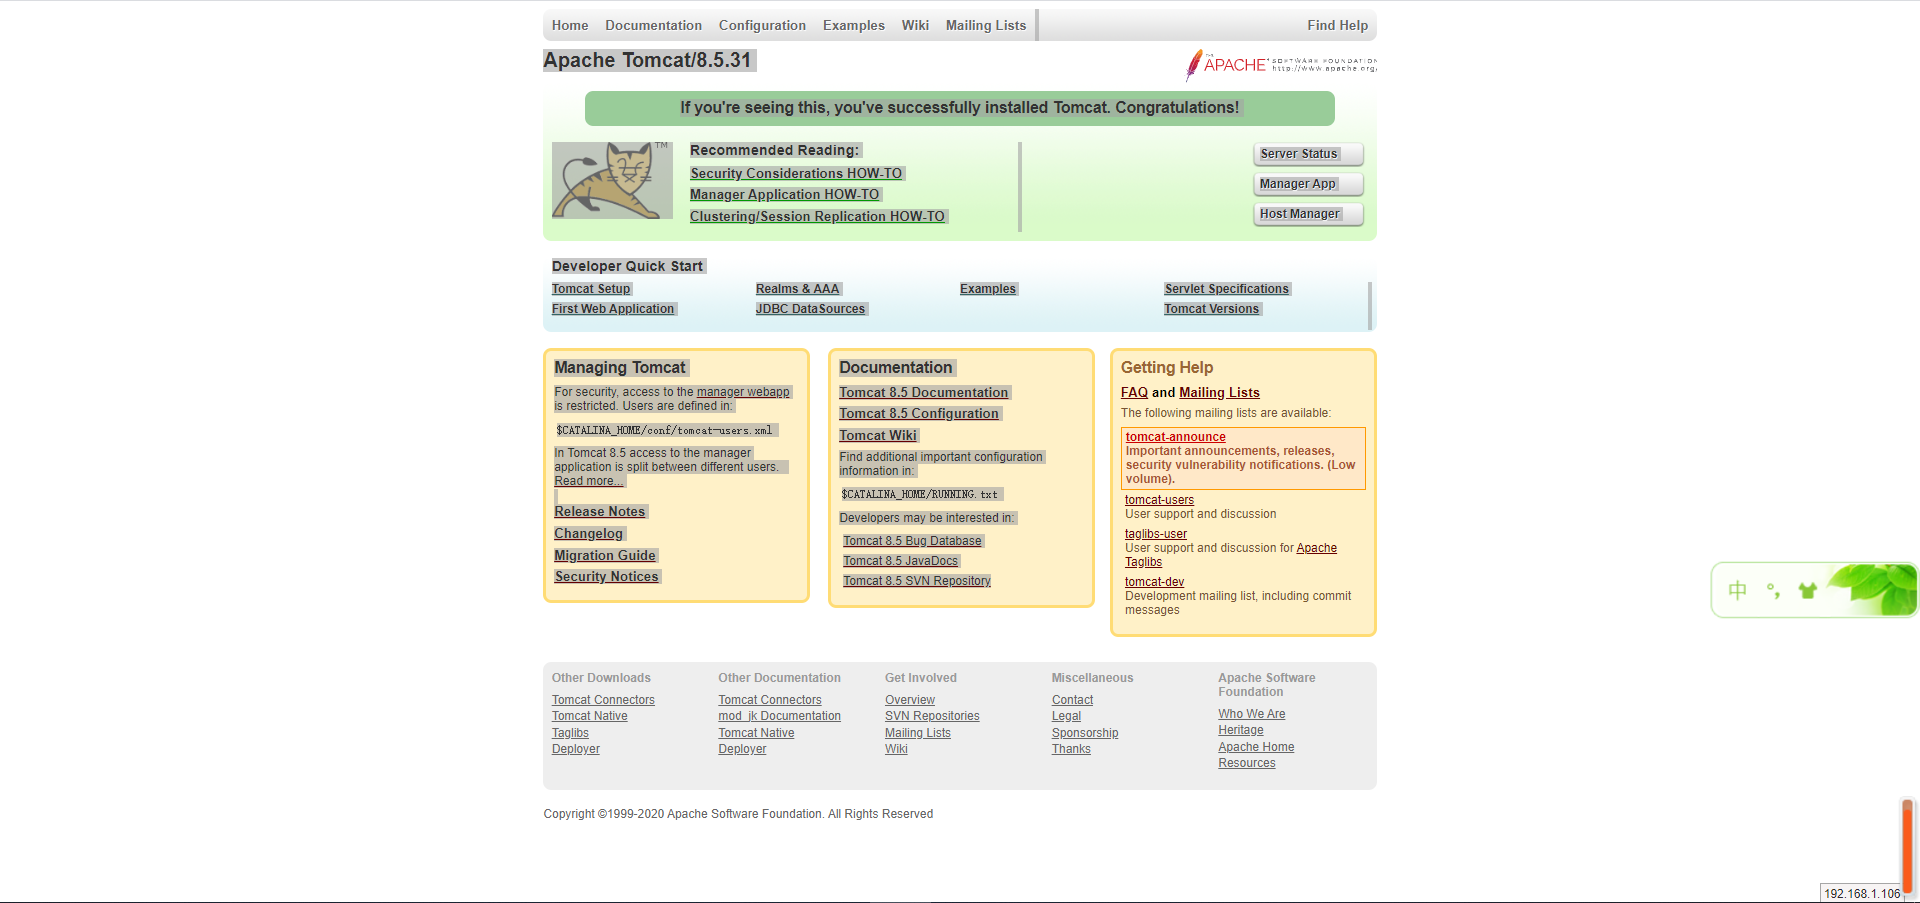 Home Documentation Configuration Examples Wiki Mailing Lists Find Help
Apache Tomcat/8.5.31
THE APACHE® SOFTWARE FOUNDATION
http://www.apache.org/
If you're seeing this, you've successfully installed Tomcat. Congratulations!
TM
Recommended Reading:
Security Considerations HOW-TO
Manager Application HOW-TO
Clustering/Session Replication HOW-TO
Server Status
Manager App
Host Manager
Developer Quick Start
Tomcat Setup
First Web Application
Realms & AAA
JDBC DataSources
Examples
Servlet Specifications
Tomcat Versions
Managing Tomcat
For security, access to the manager webapp
is restricted. Users are defined in:
$CATALINA_HOME/conf/tomcat-users.xml
In Tomcat 8.5 access to the manager
application is split between different users.
Read more...
Release Notes
Changelog
Migration Guide
Security Notices
Documentation
Tomcat 8.5 Documentation
Tomcat 8.5 Configuration
Tomcat Wiki
Find additional important configuration
information in:
$CATALINA_HOME/RUNNING.txt
Developers may be interested in:
Tomcat 8.5 Bug Database
Tomcat 8.5 JavaDocs
Tomcat 8.5 SVN Repository
Getting Help
FAQ and Mailing Lists
The following mailing lists are available:
tomcat-announce
Important announcements, releases,
security vulnerability notifications. (Low
volume).
tomcat-users
User support and discussion
taglibs-user
User support and discussion for Apache
Taglibs
tomcat-dev
Development mailing list, including commit
messages
中 °,
Other Downloads
Tomcat Connectors
Tomcat Native
Taglibs
Deployer
Other Documentation
Tomcat Connectors
mod_jk Documentation
Tomcat Native
Deployer
Get Involved
Overview
SVN Repositories
Mailing Lists
Wiki
Miscellaneous
Contact
Legal
Sponsorship
Thanks
Apache Software
Foundation
Who We Are
Heritage
Apache Home
Resources
Copyright ©1999-2020 Apache Software Foundation. All Rights Reserved
192.168.1.106